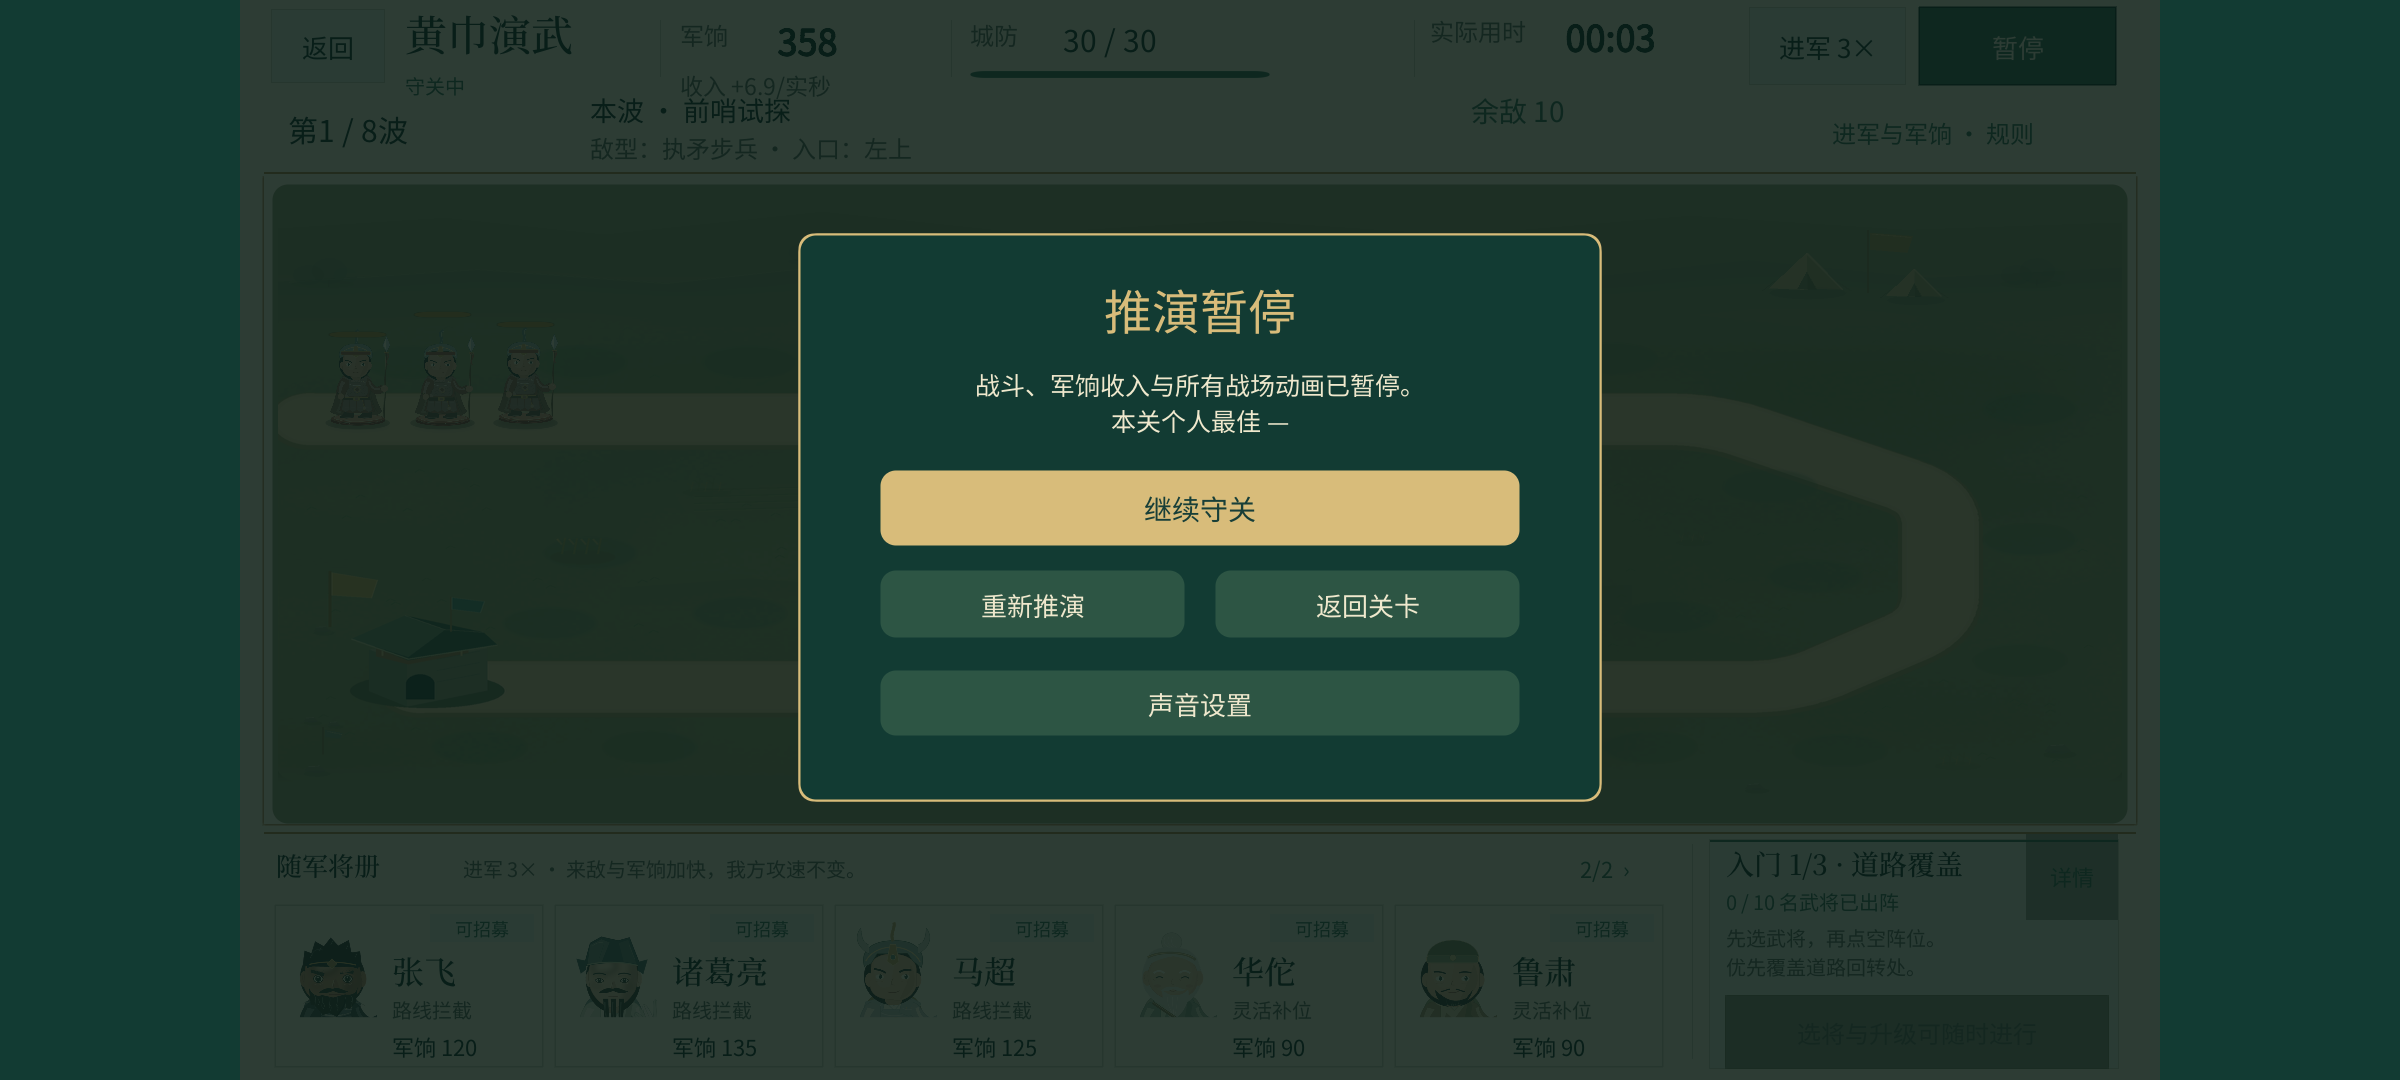 返回
黄巾演武
守关中
军饷 358
收入 +6.9/实秒
城防 30 / 30
实际用时 00:03
进军 3×
暂停
第1 / 8波
本波 · 前哨试探
敌型：执矛步兵 · 入口：左上
余敌 10
进军与军饷 · 规则
推演暂停
战斗、军饷收入与所有战场动画已暂停。
本关个人最佳 —
继续守关
重新推演
返回关卡
声音设置
随军将册
进军 3× · 来敌与军饷加快，我方攻速不变。
2/2 ›
可招募
张飞
路线拦截
军饷 120
可招募
诸葛亮
路线拦截
军饷 135
可招募
马超
路线拦截
军饷 125
可招募
华佗
灵活补位
军饷 90
可招募
鲁肃
灵活补位
军饷 90
入门 1/3 · 道路覆盖
详情
0 / 10 名武将已出阵
先选武将，再点空阵位。
优先覆盖道路回转处。
选将与升级可随时进行